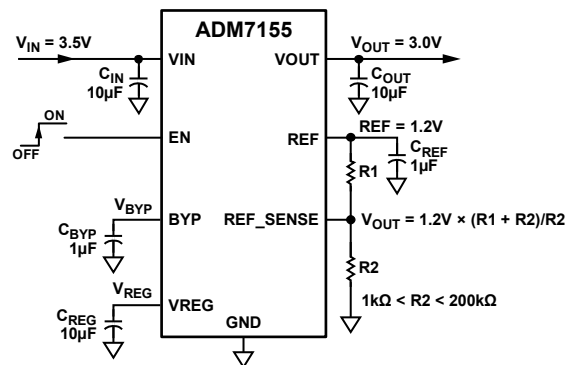 ADM7155
VIN = 3.5V
VOUT = 3.0V
VIN
VOUT
CIN
10µF
COUT
10µF
ON
OFF
EN
REF
REF = 1.2V
CREF
1µF
R1
VBYP
BYP
REF_SENSE
VOUT = 1.2V × (R1 + R2)/R2
CBYP
1µF
R2
VREG
VREG
1kΩ < R2 < 200kΩ
CREG
10µF
GND